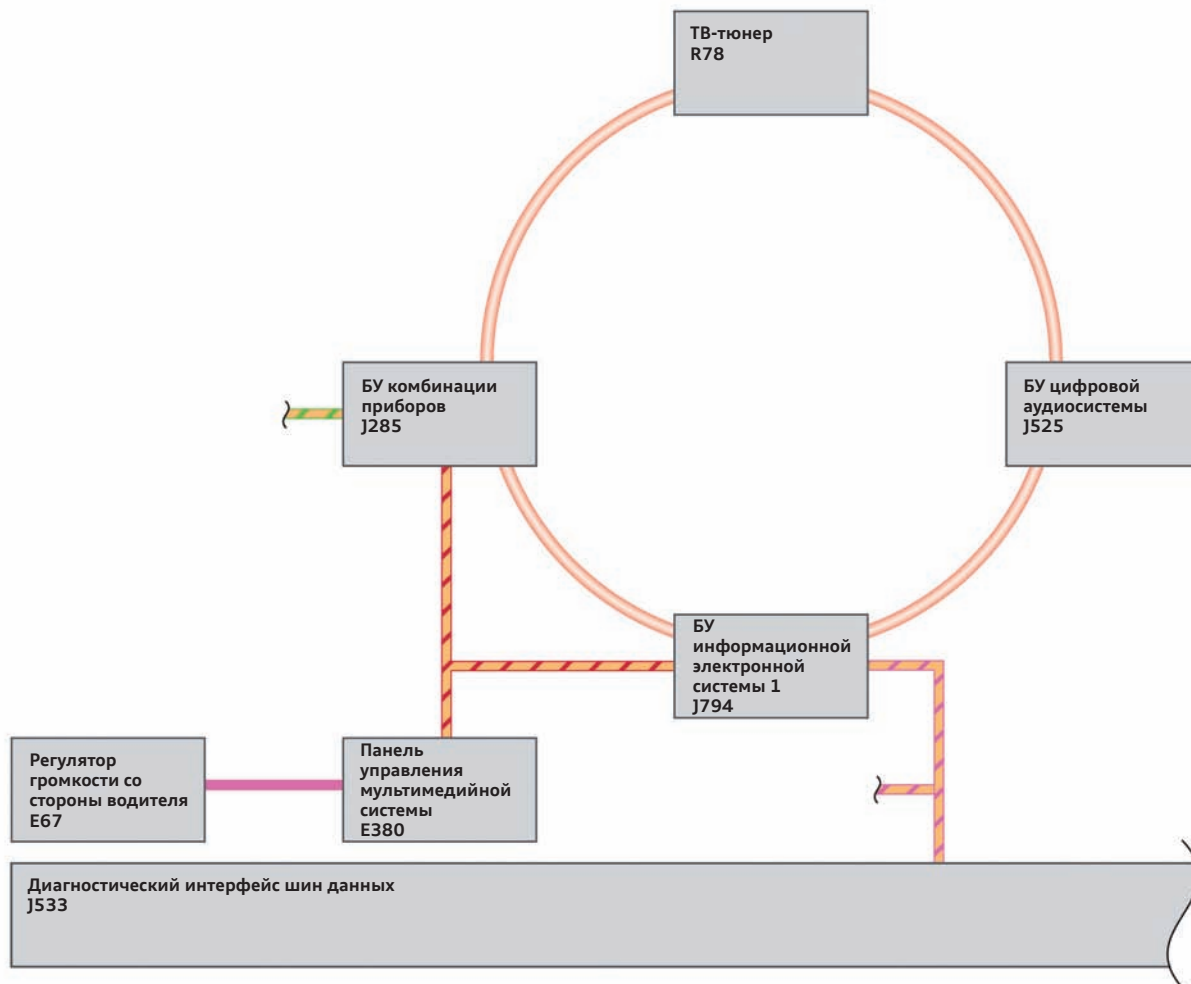 ТВ-тюнер
R78
БУ комбинации
приборов
J285
БУ цифровой
аудиосистемы
J525
БУ
информационной
электронной
системы 1
J794
Регулятор
громкости со
стороны водителя
E67
Панель
управления
мультимедийной
системы
E380
Диагностический интерфейс шин данных
J533